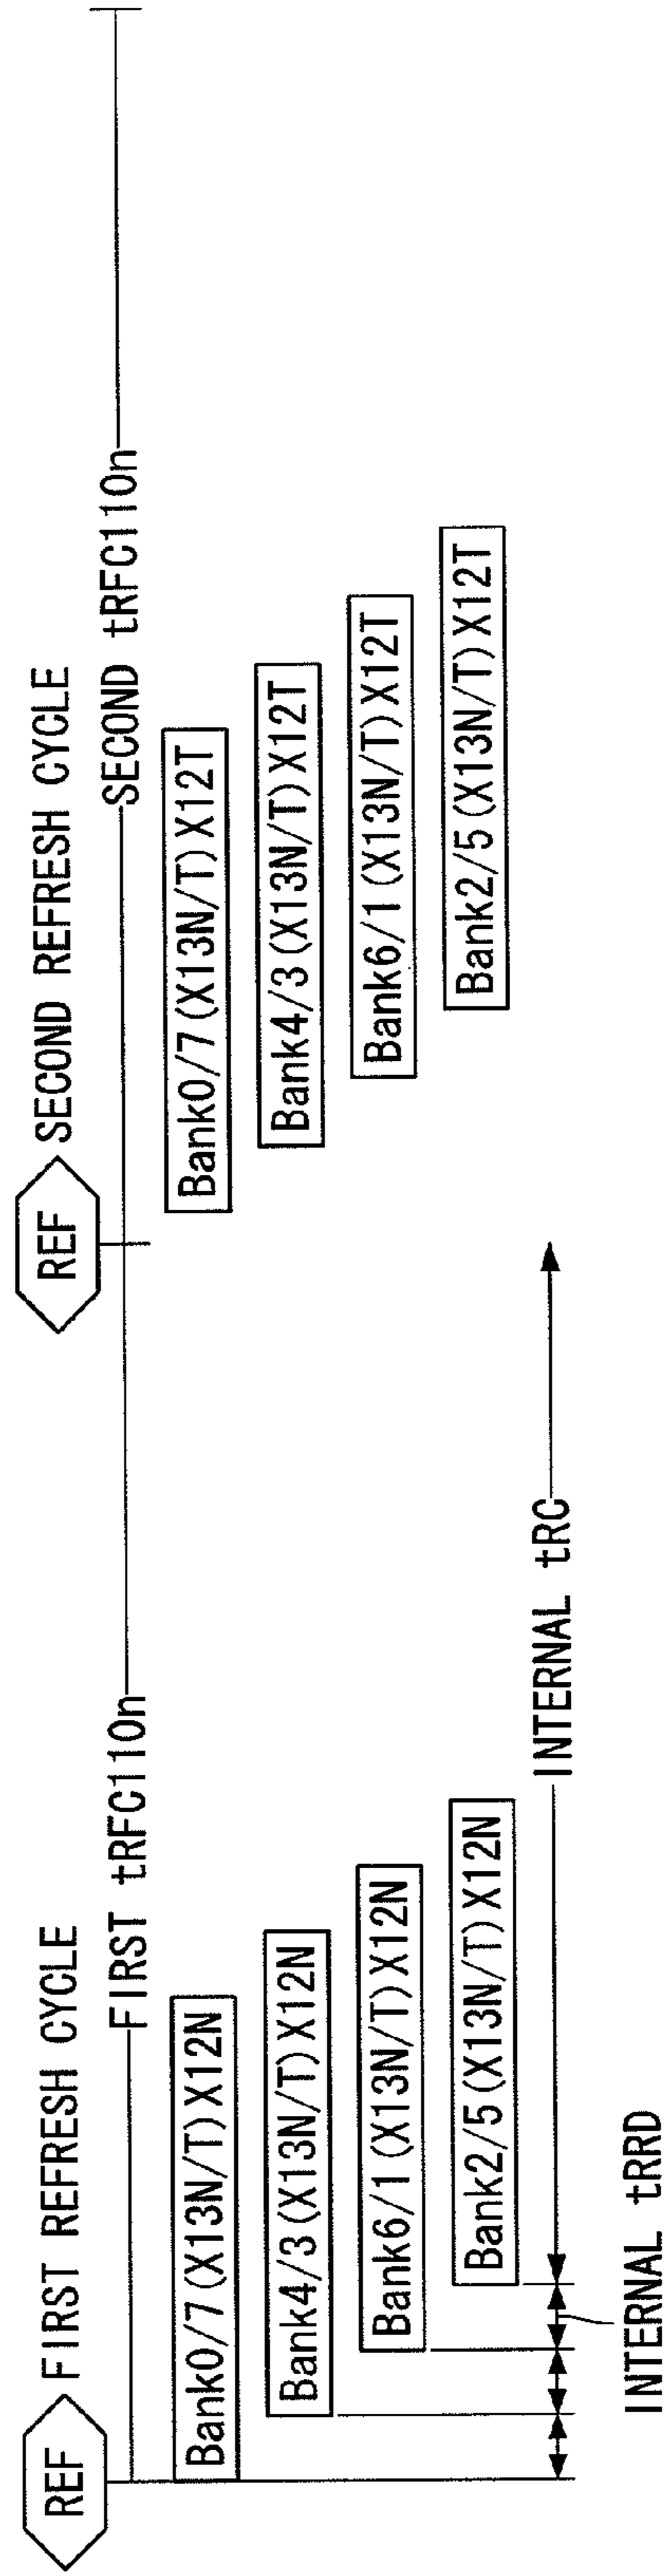 REF
FIRST REFRESH CYCLE
FIRST tRFC110n
Bank0/7(X13N/T)X12N
Bank4/3(X13N/T)X12N
Bank6/1(X13N/T)X12N
Bank2/5(X13N/T)X12N
INTERNAL tRRD
INTERNAL tRC
REF
SECOND REFRESH CYCLE
SECOND tRFC110n
Bank0/7(X13N/T)X12T
Bank4/3(X13N/T)X12T
Bank6/1(X13N/T)X12T
Bank2/5(X13N/T)X12T